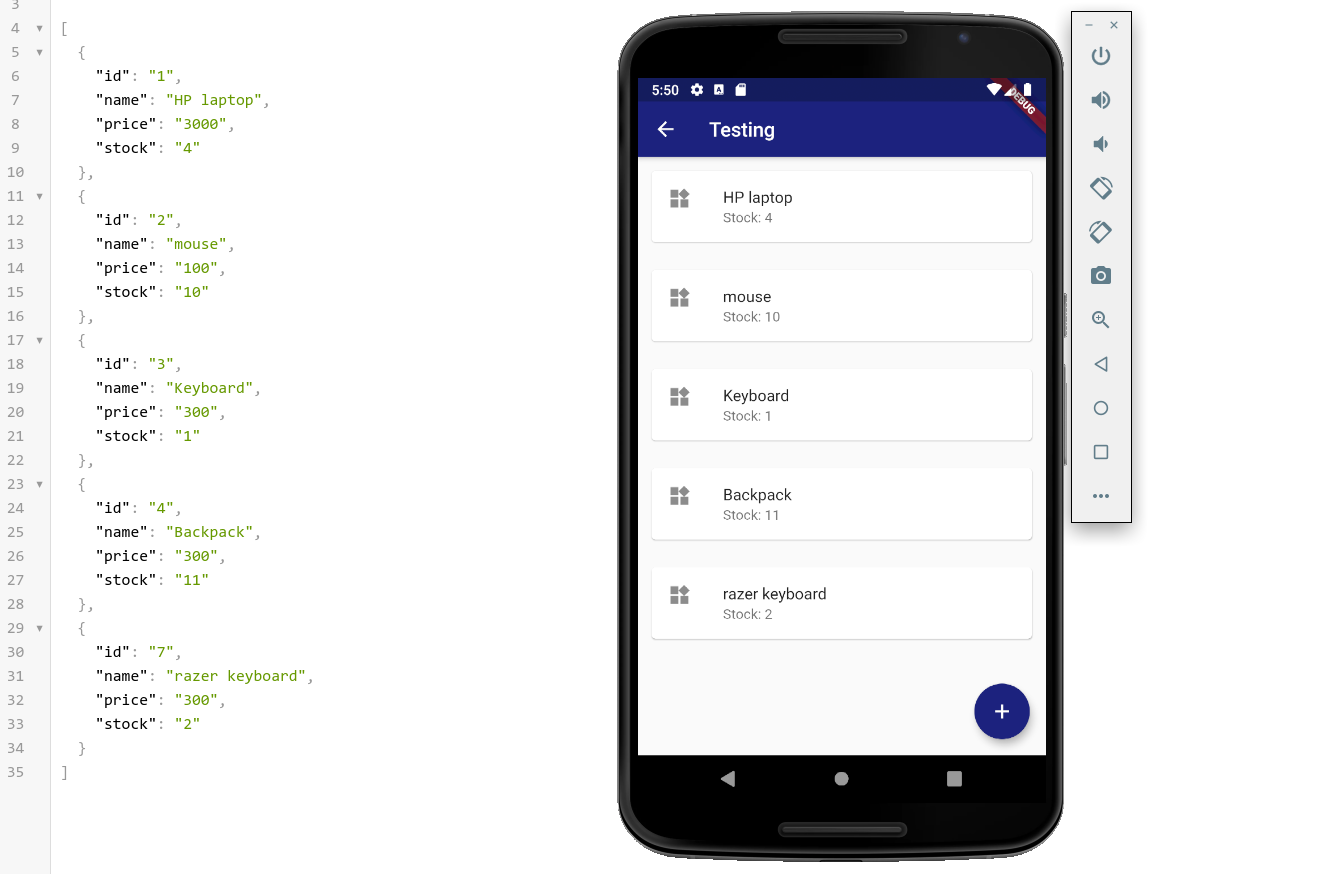 3
4 [
5 {
6 "id": "1",
7 "name": "HP laptop",
8 "price": "3000",
9 "stock": "4"
10 },
11 {
12 "id": "2",
13 "name": "mouse",
14 "price": "100",
15 "stock": "10"
16 },
17 {
18 "id": "3",
19 "name": "Keyboard",
20 "price": "300",
21 "stock": "1"
22 },
23 {
24 "id": "4",
25 "name": "Backpack",
26 "price": "300",
27 "stock": "11"
28 },
29 {
30 "id": "7",
31 "name": "razer keyboard",
32 "price": "300",
33 "stock": "2"
34 }
35 ]
5:50
A
DEBUG
Testing
HP laptop
Stock: 4
mouse
Stock: 10
Keyboard
Stock: 1
Backpack
Stock: 11
razer keyboard
Stock: 2